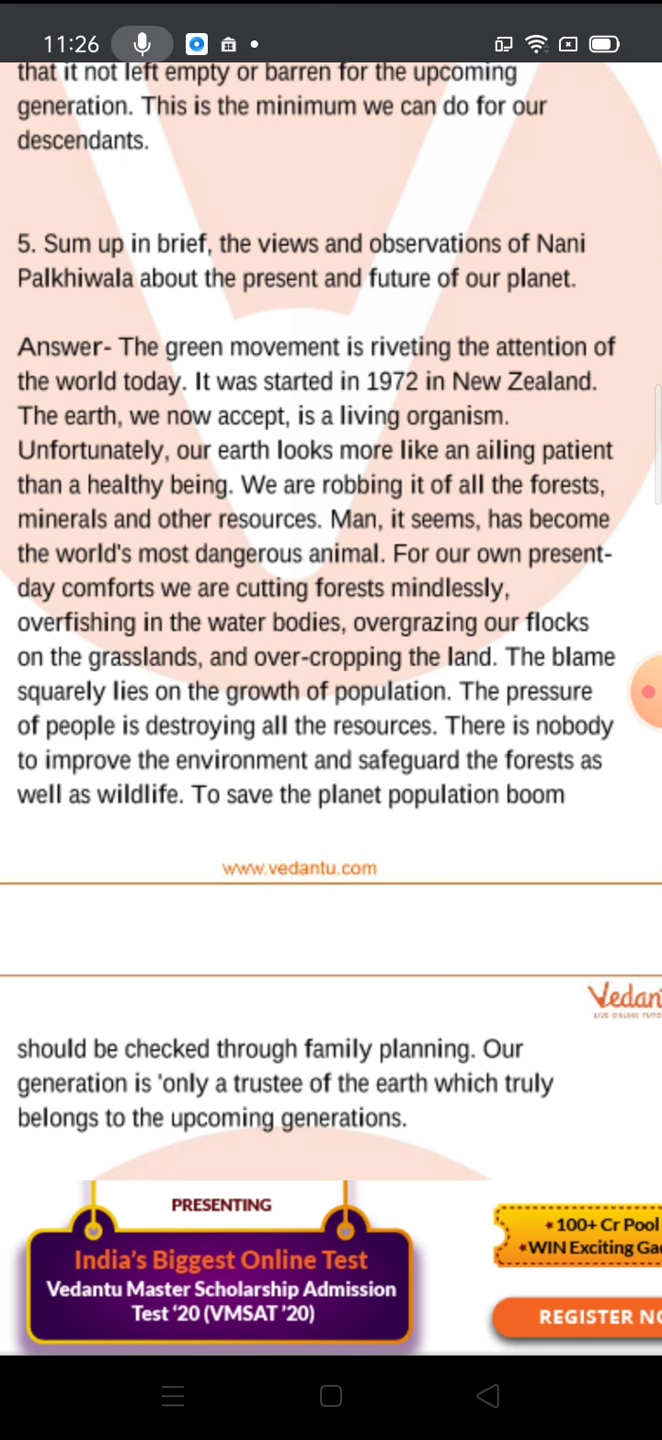 11:26
that it not left empty or barren for the upcoming
generation. This is the minimum we can do for our
descendants.
5. Sum up in brief, the views and observations of Nani
Palkhiwala about the present and future of our planet.
Answer- The green movement is riveting the attention of
the world today. It was started in 1972 in New Zealand.
The earth, we now accept, is a living organism.
Unfortunately, our earth looks more like an ailing patient
than a healthy being. We are robbing it of all the forests,
minerals and other resources. Man, it seems, has become
the world's most dangerous animal. For our own present-
day comforts we are cutting forests mindlessly,
overfishing in the water bodies, overgrazing our flocks
on the grasslands, and over-cropping the land. The blame
squarely lies on the growth of population. The pressure
of people is destroying all the resources. There is nobody
to improve the environment and safeguard the forests as
well as wildlife. To save the planet population boom
www.vedantu.com
Vedan
should be checked through family planning. Our
generation is 'only a trustee of the earth which truly
belongs to the upcoming generations.
PRESENTING
India's Biggest Online Test
Vedantu Master Scholarship Admission
Test '20 (VMSAT '20)
100+ Cr Pool
WIN Exciting Ga
REGISTER NO